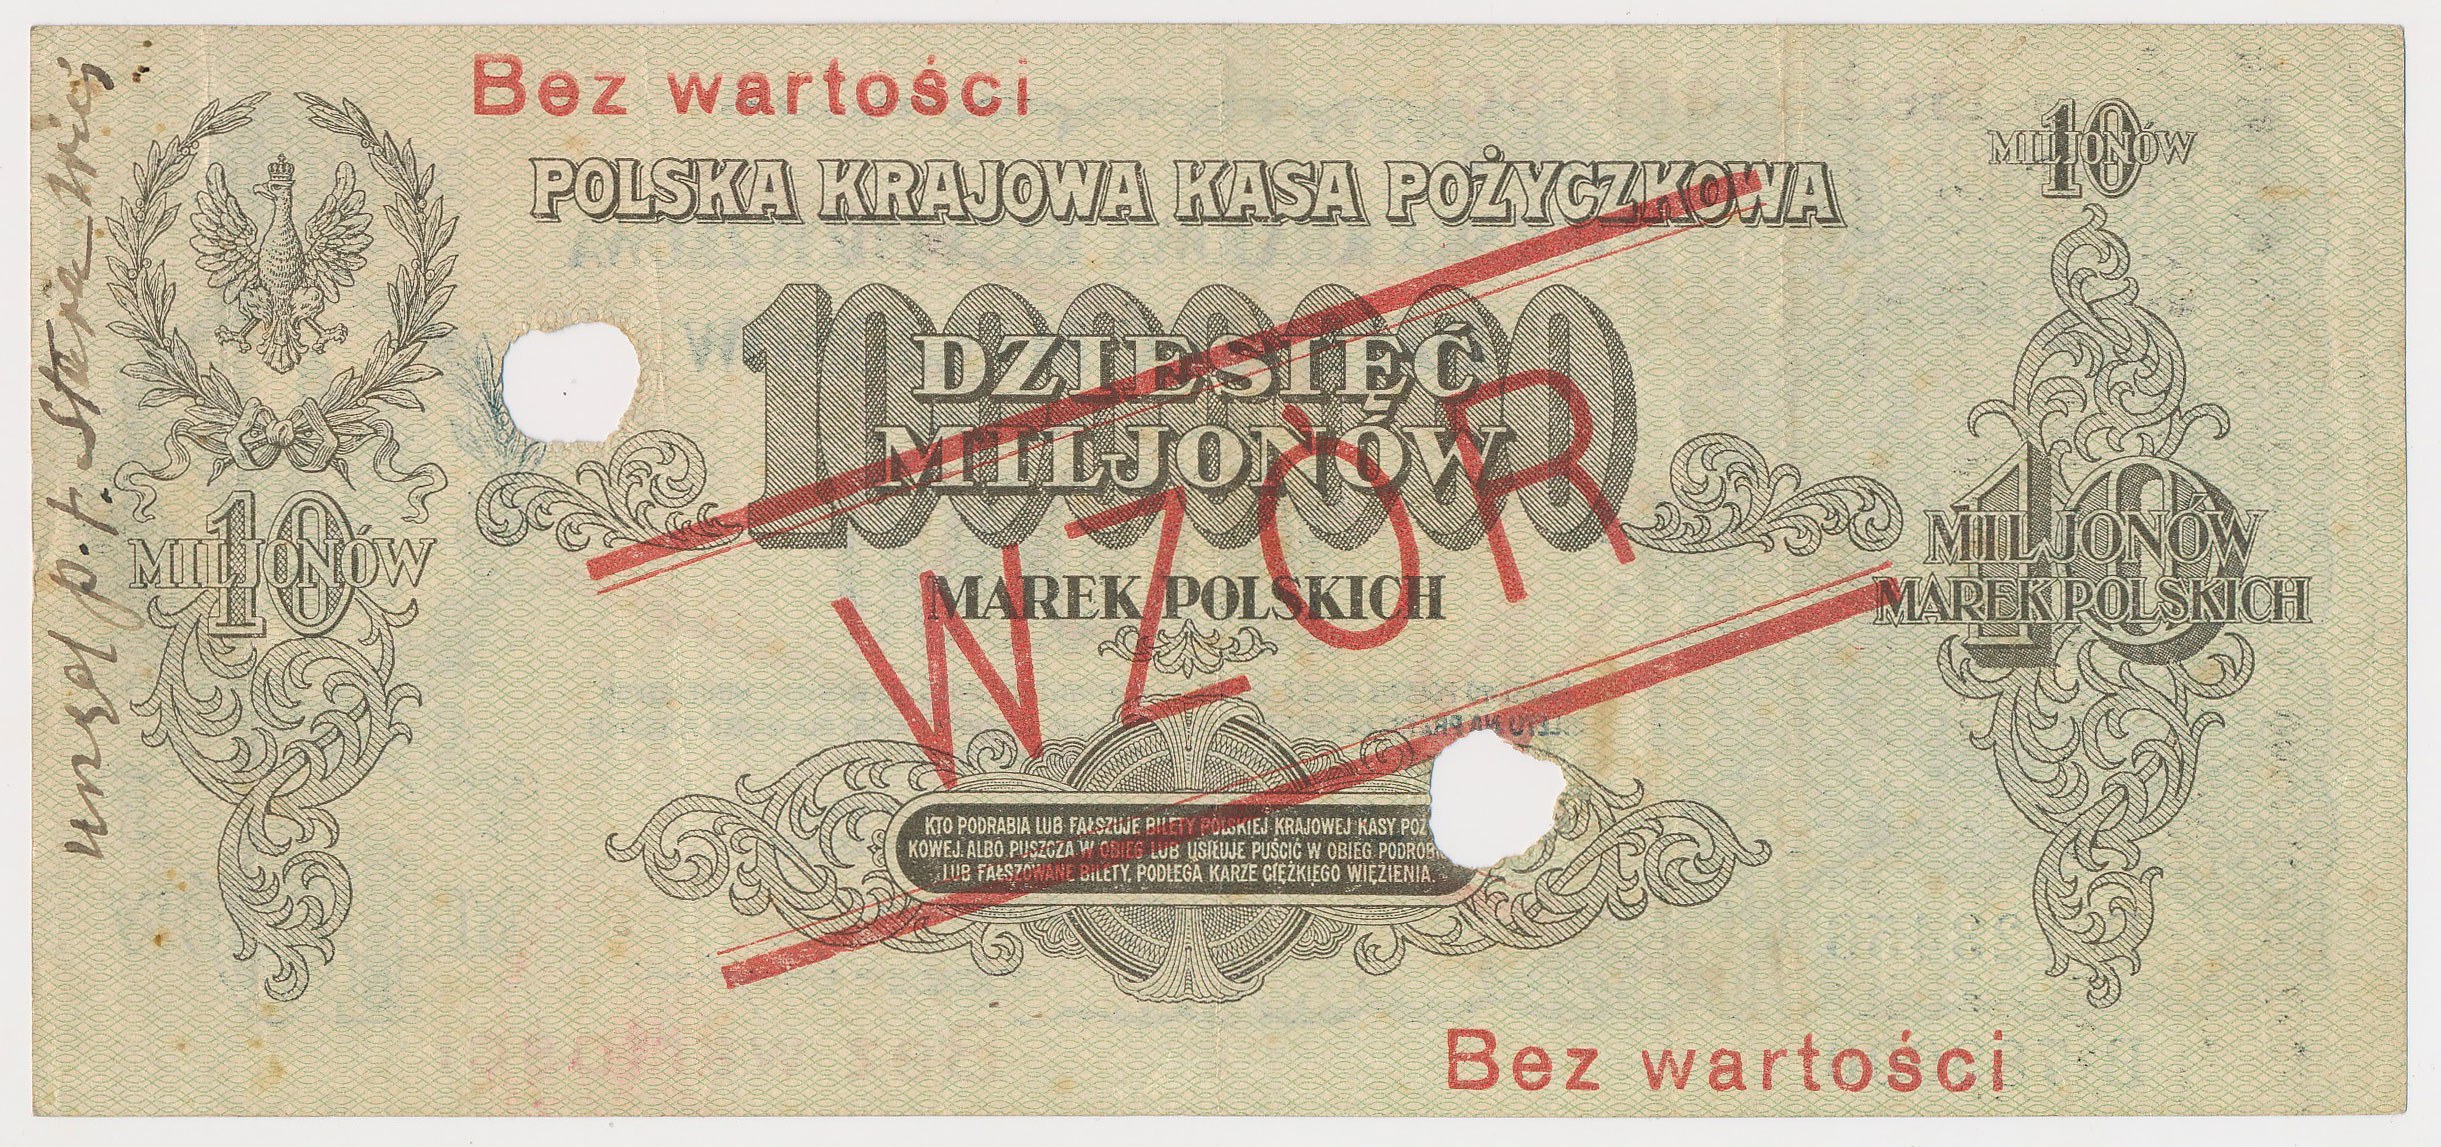 Bez wartości
10
MILJONÓW
POLSKA KRAJOWA KASA POŻYCZKOWA
10000000
DZIESIĘĆ
MILJONÓW
MAREK POLSKICH
WZÓR
10
MILJONÓW
10
MILJONÓW
MAREK POLSKICH
KTO PODRABIA LUB FAŁSZUJE BILETY POLSKIEJ KRAJOWEJ KASY POŻ
KOWEJ, ALBO PUSZCZA W OBIEG LUB USIŁUJE PUŚCIĆ W OBIEG PODROB
LUB FAŁSZOWANE BILETY, PODLEGA KARZE CIĘŻKIEGO WIĘZIENIA.
Bez wartości
urząd p.t.